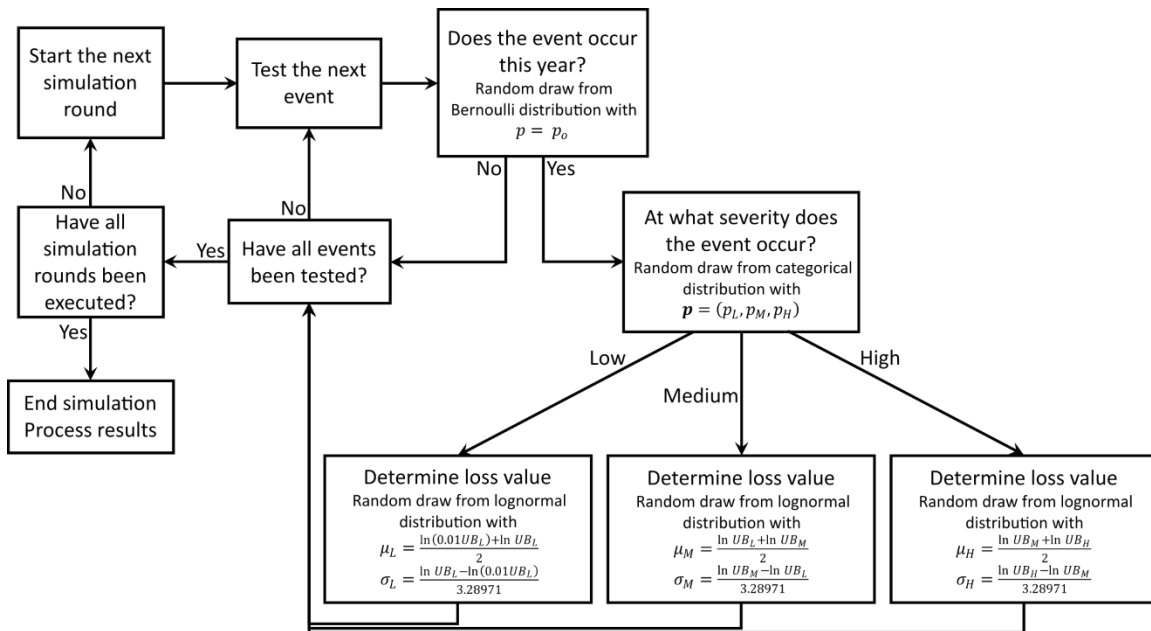 Start the next
simulation
round
Test the next
event
Does the event occur
this year?
Random draw from
Bernoulli distribution with
p = p_o
No
Yes
No
No
Have all
simulation
rounds been
executed?
Yes
Have all events
been tested?
At what severity does
the event occur?
Random draw from categorical
distribution with
p = (p_L, p_M, p_H)
Yes
End simulation
Process results
Low
Medium
High
Determine loss value
Random draw from lognormal
distribution with
μ_L = (ln(0.01UB_L)+ln UB_L)/2
σ_L = (ln UB_L−ln(0.01UB_L))/3.28971
Determine loss value
Random draw from lognormal
distribution with
μ_M = (ln UB_L+ln UB_M)/2
σ_M = (ln UB_M−ln UB_L)/3.28971
Determine loss value
Random draw from lognormal
distribution with
μ_H = (ln UB_M+ln UB_H)/2
σ_H = (ln UB_H−ln UB_M)/3.28971